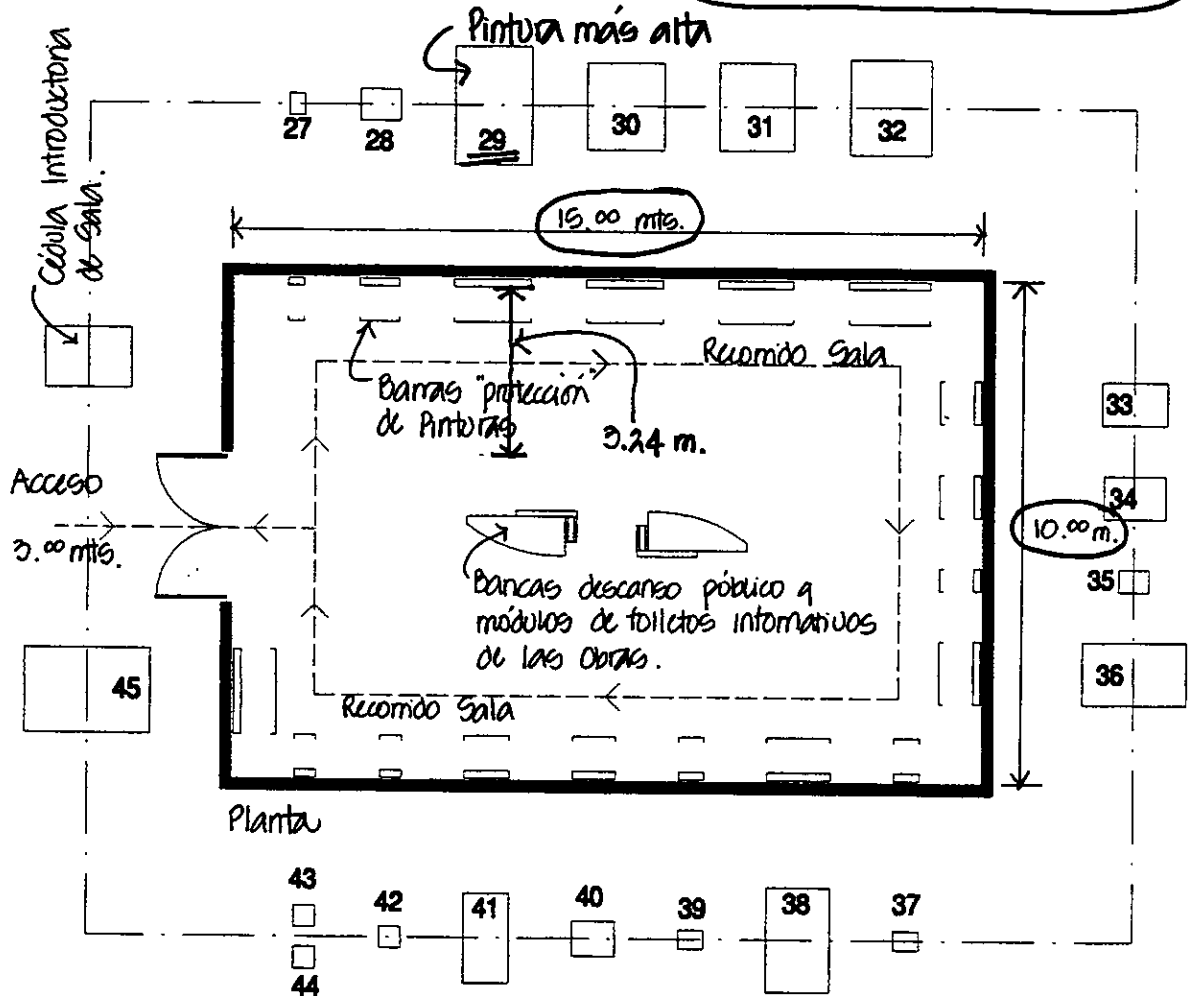 Pintura más alta
27
28
29
30
31
32
Cédula Introductoria
de Sala.
15.00 mts.
Recorrido Sala
Barras "protección"
de Pinturas
3.24 m.
33
34
35
36
10.00 m.
Acceso
3.00 mts.
Bancas descanso público q
módulos de folletos informativos
de las Obras.
45
Recorrido Sala
Planta
43
42
41
40
39
38
37
44